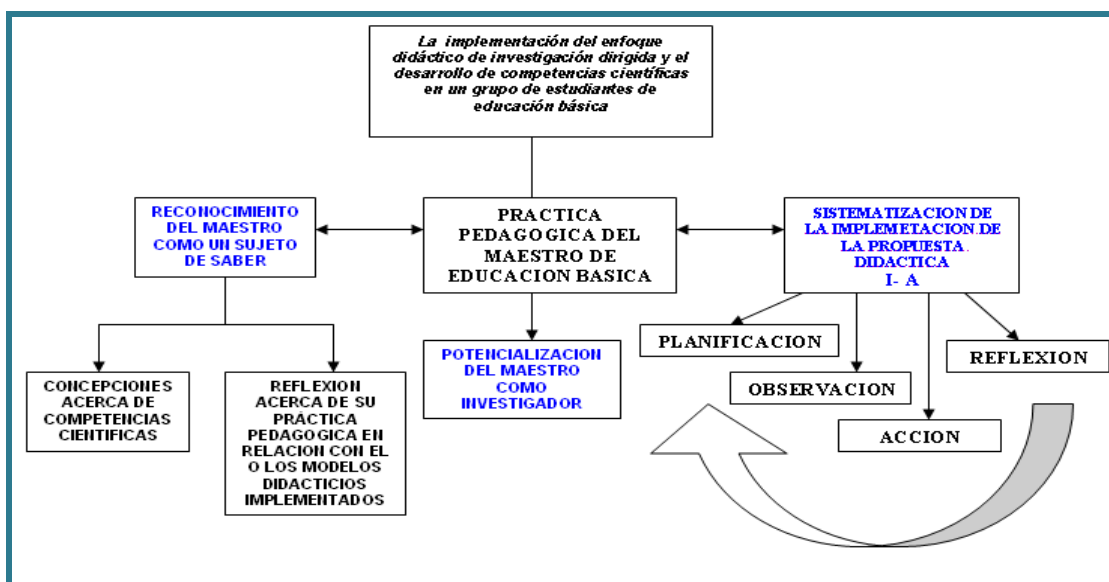 La implementación del enfoque
didáctico de investigación dirigida y el
desarrollo de competencias científicas
en un grupo de estudiantes de
educación básica
RECONOCIMIENTO
DEL MAESTRO
COMO UN SUJETO
DE SABER
PRACTICA
PEDAGOGICA DEL
MAESTRO DE
EDUCACION BASICA
SISTEMATIZACION DE
LA IMPLEMETACION DE
LA PROPUESTA
DIDACTICA
I- A
PLANIFICACION
OBSERVACION
ACCION
REFLEXION
CONCEPCIONES
ACERCA DE
COMPETENCIAS
CIENTIFICAS
REFLEXION
ACERCA DE SU
PRÁCTICA
PEDAGOGICA EN
RELACION CON EL
O LOS MODELOS
DIDACTICIOS
IMPLEMENTADOS
POTENCIALIZACION
DEL MAESTRO
COMO
INVESTIGADOR